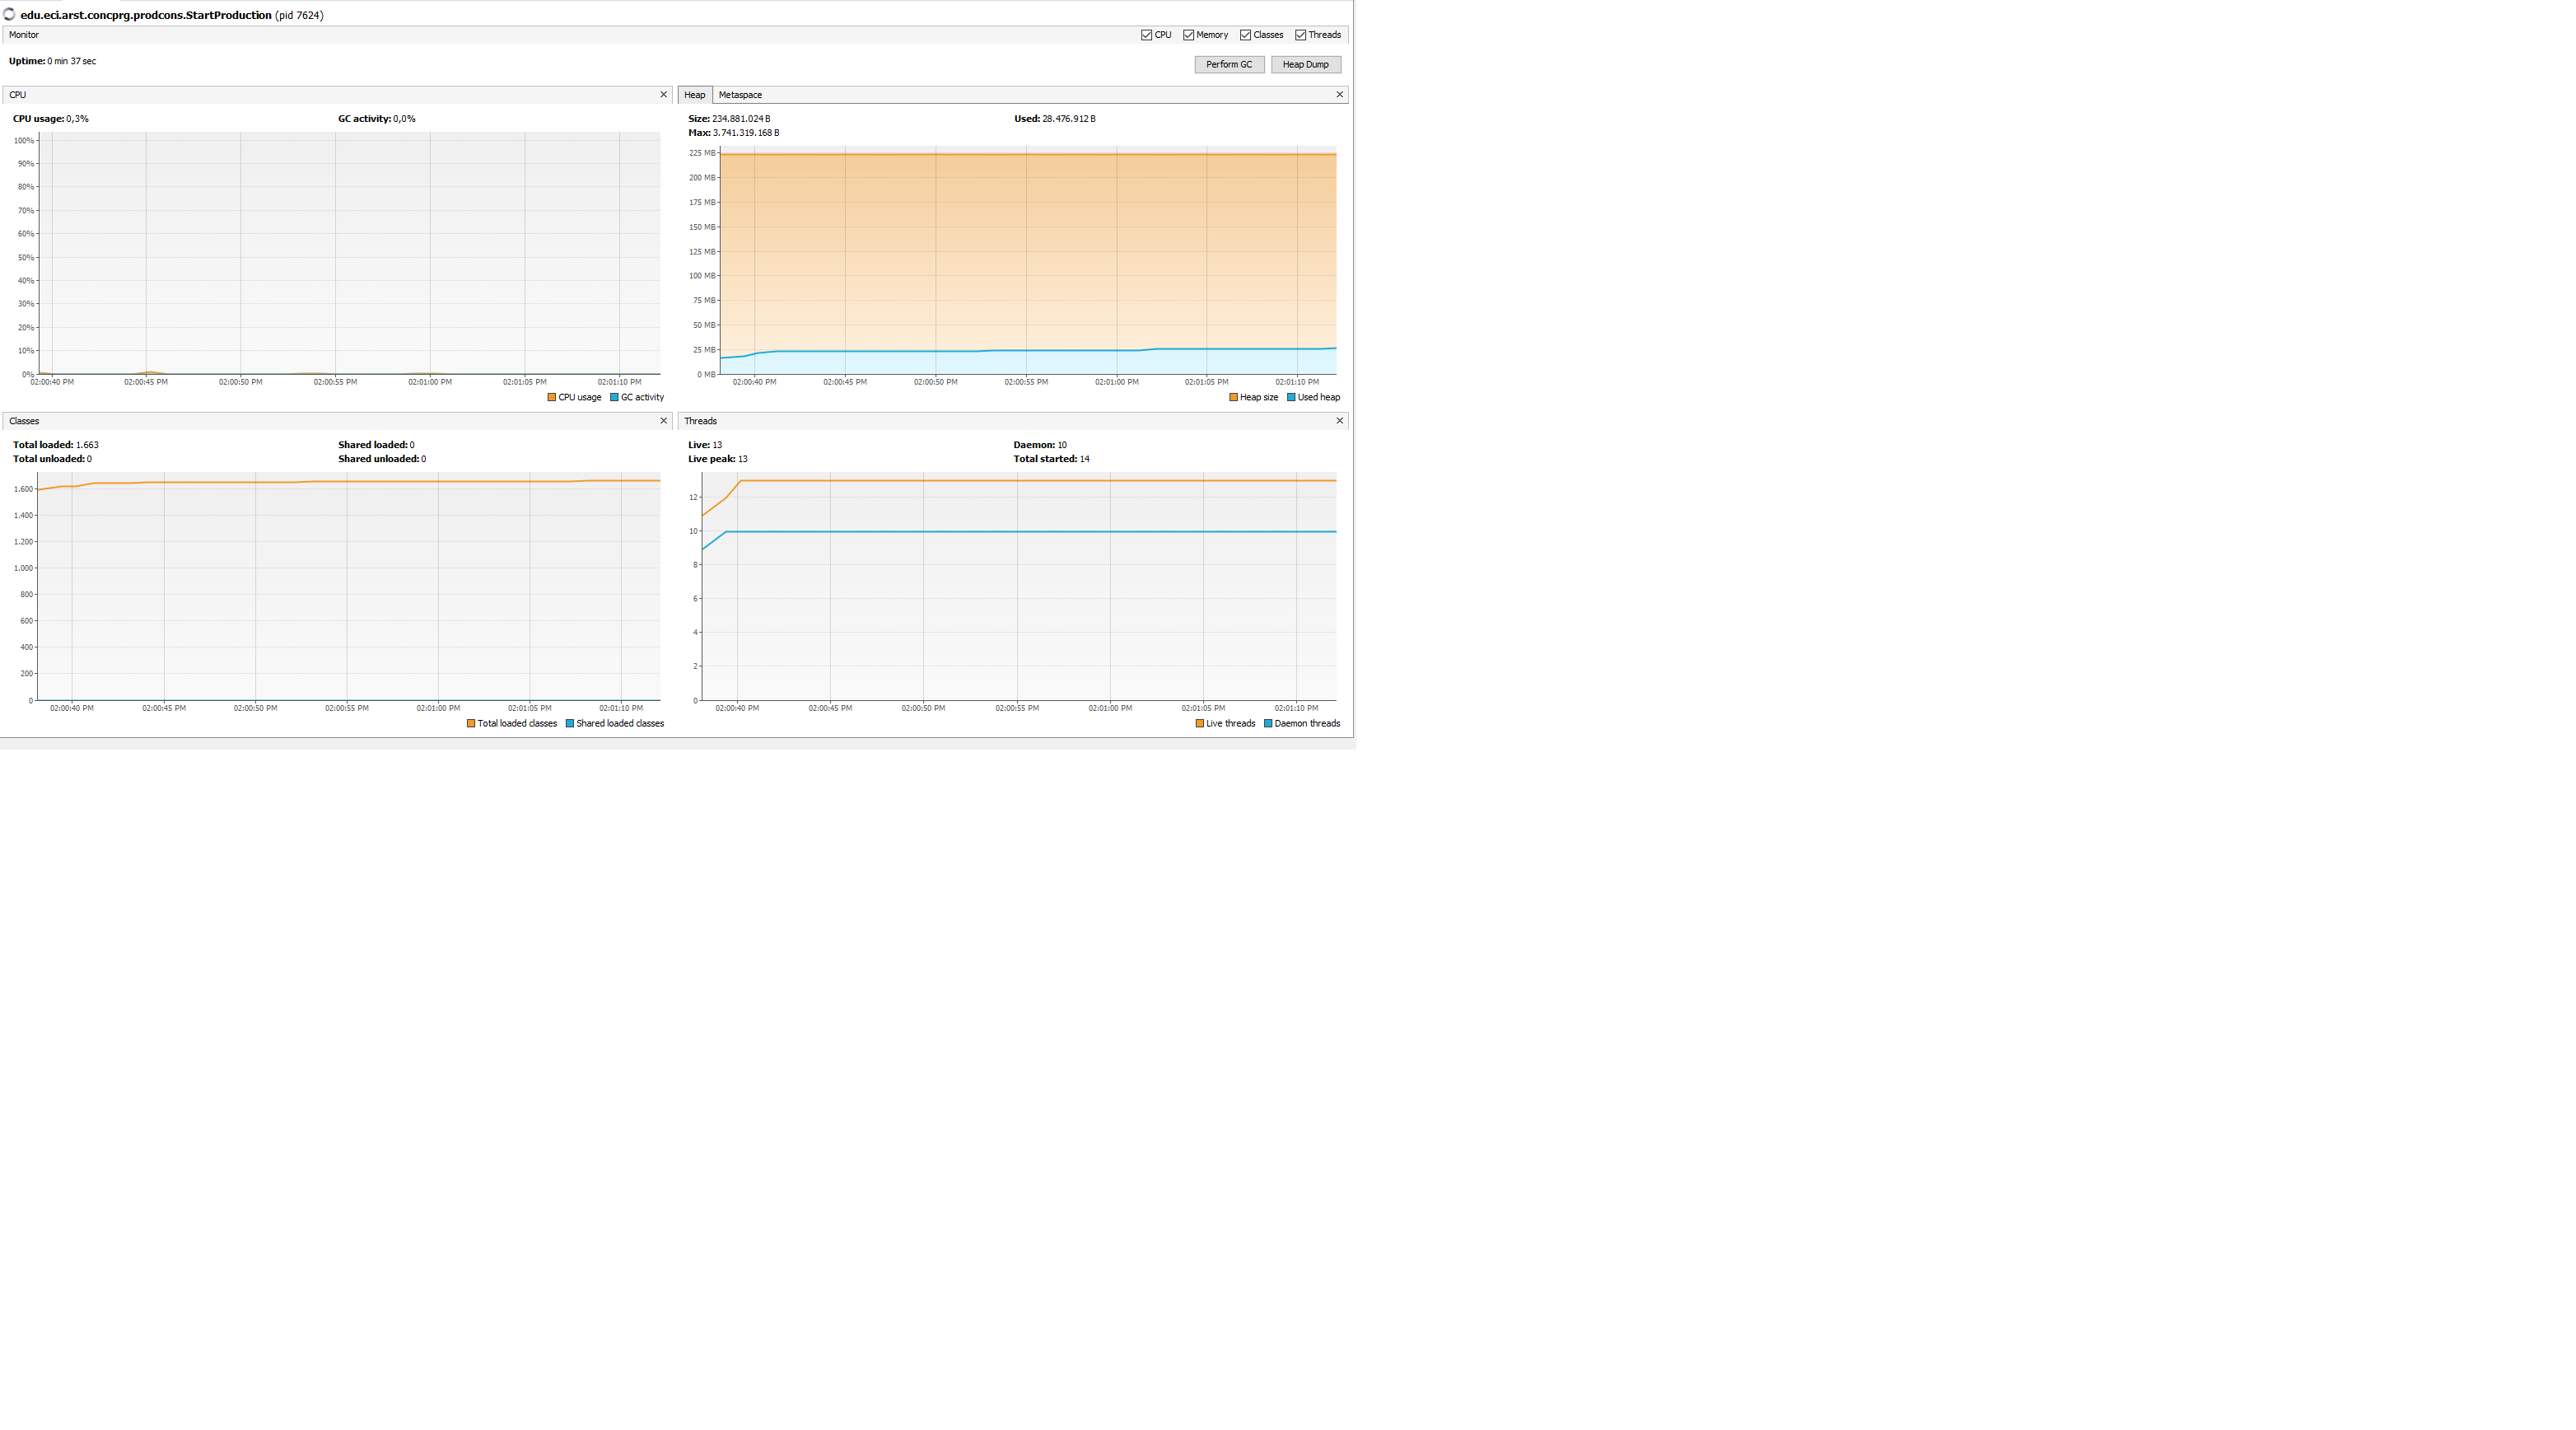 edu.eci.arst.concprg.prodcons.StartProduction (pid 7624)
Monitor
CPU Memory Classes Threads
Uptime: 0 min 37 sec
Perform GC Heap Dump
CPU
CPU usage: 0,3% GC activity: 0,0%
100%
90%
80%
70%
60%
50%
40%
30%
20%
10%
0%
02:00:40 PM 02:00:45 PM 02:00:50 PM 02:00:55 PM 02:01:00 PM 02:01:05 PM 02:01:10 PM
CPU usage GC activity
Heap Metaspace
Size: 234.881.024 B Used: 28.476.912 B
Max: 3.741.319.168 B
225 MB
200 MB
175 MB
150 MB
125 MB
100 MB
75 MB
50 MB
25 MB
0 MB
02:00:40 PM 02:00:45 PM 02:00:50 PM 02:00:55 PM 02:01:00 PM 02:01:05 PM 02:01:10 PM
Heap size Used heap
Classes
Total loaded: 1.663 Shared loaded: 0
Total unloaded: 0 Shared unloaded: 0
1.600
1.400
1.200
1.000
800
600
400
200
0
02:00:40 PM 02:00:45 PM 02:00:50 PM 02:00:55 PM 02:01:00 PM 02:01:05 PM 02:01:10 PM
Total loaded classes Shared loaded classes
Threads
Live: 13 Daemon: 10
Live peak: 13 Total started: 14
12
10
8
6
4
2
0
02:00:40 PM 02:00:45 PM 02:00:50 PM 02:00:55 PM 02:01:00 PM 02:01:05 PM 02:01:10 PM
Live threads Daemon threads